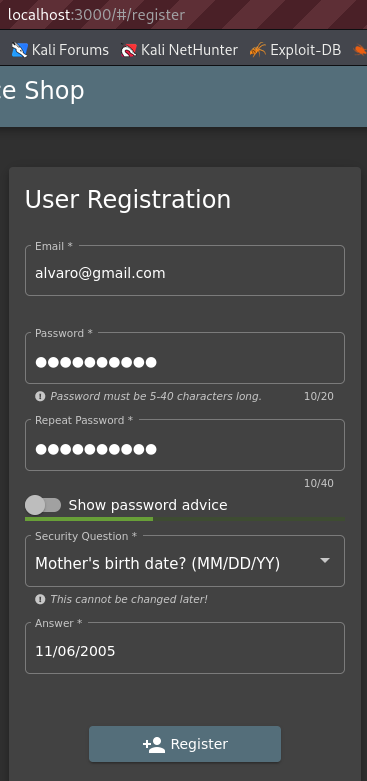 localhost:3000/#/register
Kali Forums Kali NetHunter Exploit-DB
ce Shop
User Registration
Email *
alvaro@gmail.com
Password *
●●●●●●●●●●
Password must be 5-40 characters long. 10/20
Repeat Password *
●●●●●●●●●●
10/40
Show password advice
Security Question *
Mother's birth date? (MM/DD/YY)
This cannot be changed later!
Answer *
11/06/2005
Register